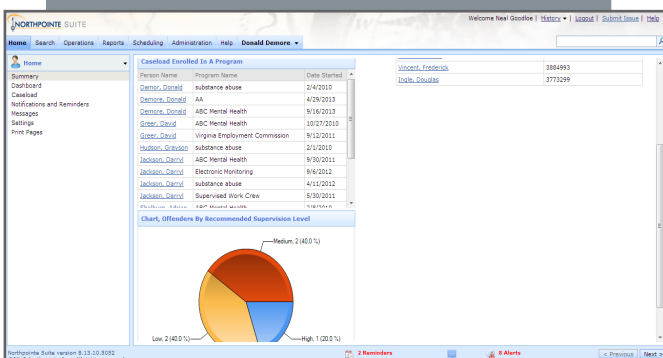 NORTHPOINTE SUITE
Welcome Neal Goodloe | History | Logout | Submit Issue | Help
Home Search Operations Reports Scheduling Administration Help Donald Demore
Home
Summary
Dashboard
Caseload
Notifications and Reminders
Messages
Settings
Print Pages
Caseload Enrolled In A Program
Person Name Program Name Date Started
Demor, Donald substance abuse 2/4/2010
Demore, Donald AA 4/29/2013
Demore, Donald ABC Mental Health 9/16/2013
Greer, David ABC Mental Health 10/27/2010
Greer, David Virginia Employment Commission 9/12/2011
Hudson, Grayson substance abuse 2/1/2010
Jackson, Darryl ABC Mental Health 9/30/2011
Jackson, Darryl Electronic Monitoring 9/6/2012
Jackson, Darryl substance abuse 4/11/2012
Jackson, Darryl Supervised Work Crew 5/30/2011
ABC Mental Health
Vincent, Frederick 3884993
Ingle, Douglas 3773299
Chart, Offenders By Recommended Supervision Level
Medium, 2 (40.0 %)
Low, 2 (40.0 %)
High, 1 (20.0 %)
Northpointe Suite version 8.13.10.5052
2 Reminders
8 Alerts
< Previous Next >